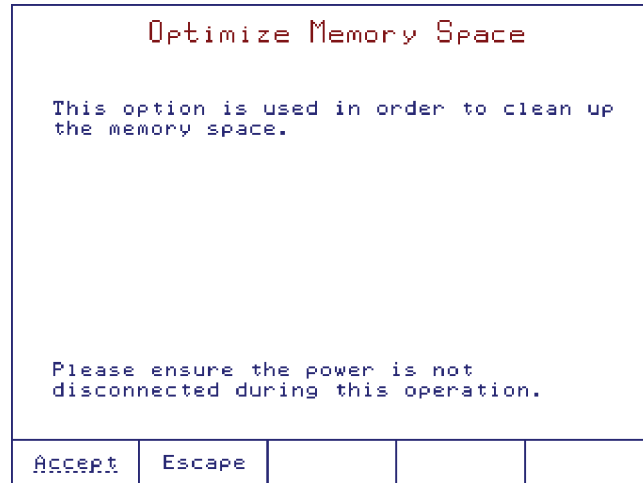 Optimize Memory Space
This option is used in order to clean up
the memory space.
Please ensure the power is not
disconnected during this operation.
Accept Escape